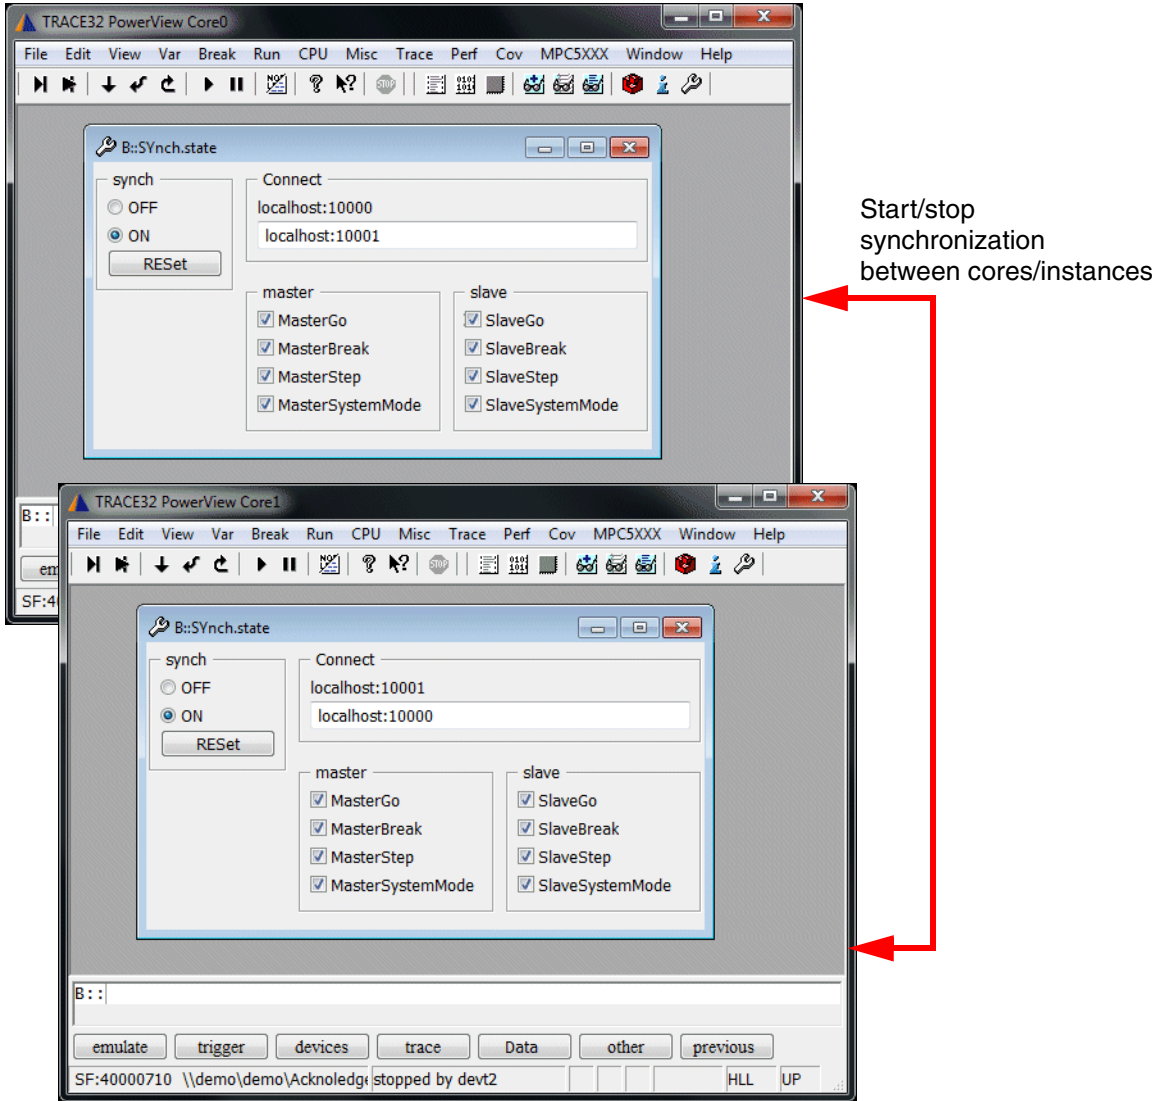 TRACE32 PowerView Core0
File Edit View Var Break Run CPU Misc Trace Perf Cov MPC5XXX Window Help
B::SYnch.state
synch
OFF
ON
RESet
Connect
localhost:10000
localhost:10001
master
MasterGo
MasterBreak
MasterStep
MasterSystemMode
slave
SlaveGo
SlaveBreak
SlaveStep
SlaveSystemMode
Start/stop
synchronization
between cores/instances
B::
em
SF:4
TRACE32 PowerView Core1
File Edit View Var Break Run CPU Misc Trace Perf Cov MPC5XXX Window Help
B::SYnch.state
synch
OFF
ON
RESet
Connect
localhost:10001
localhost:10000
master
MasterGo
MasterBreak
MasterStep
MasterSystemMode
slave
SlaveGo
SlaveBreak
SlaveStep
SlaveSystemMode
B::
emulate trigger devices trace Data other previous
SF:40000710 \\demo\demo\Acknoledge stopped by devt2 HLL UP